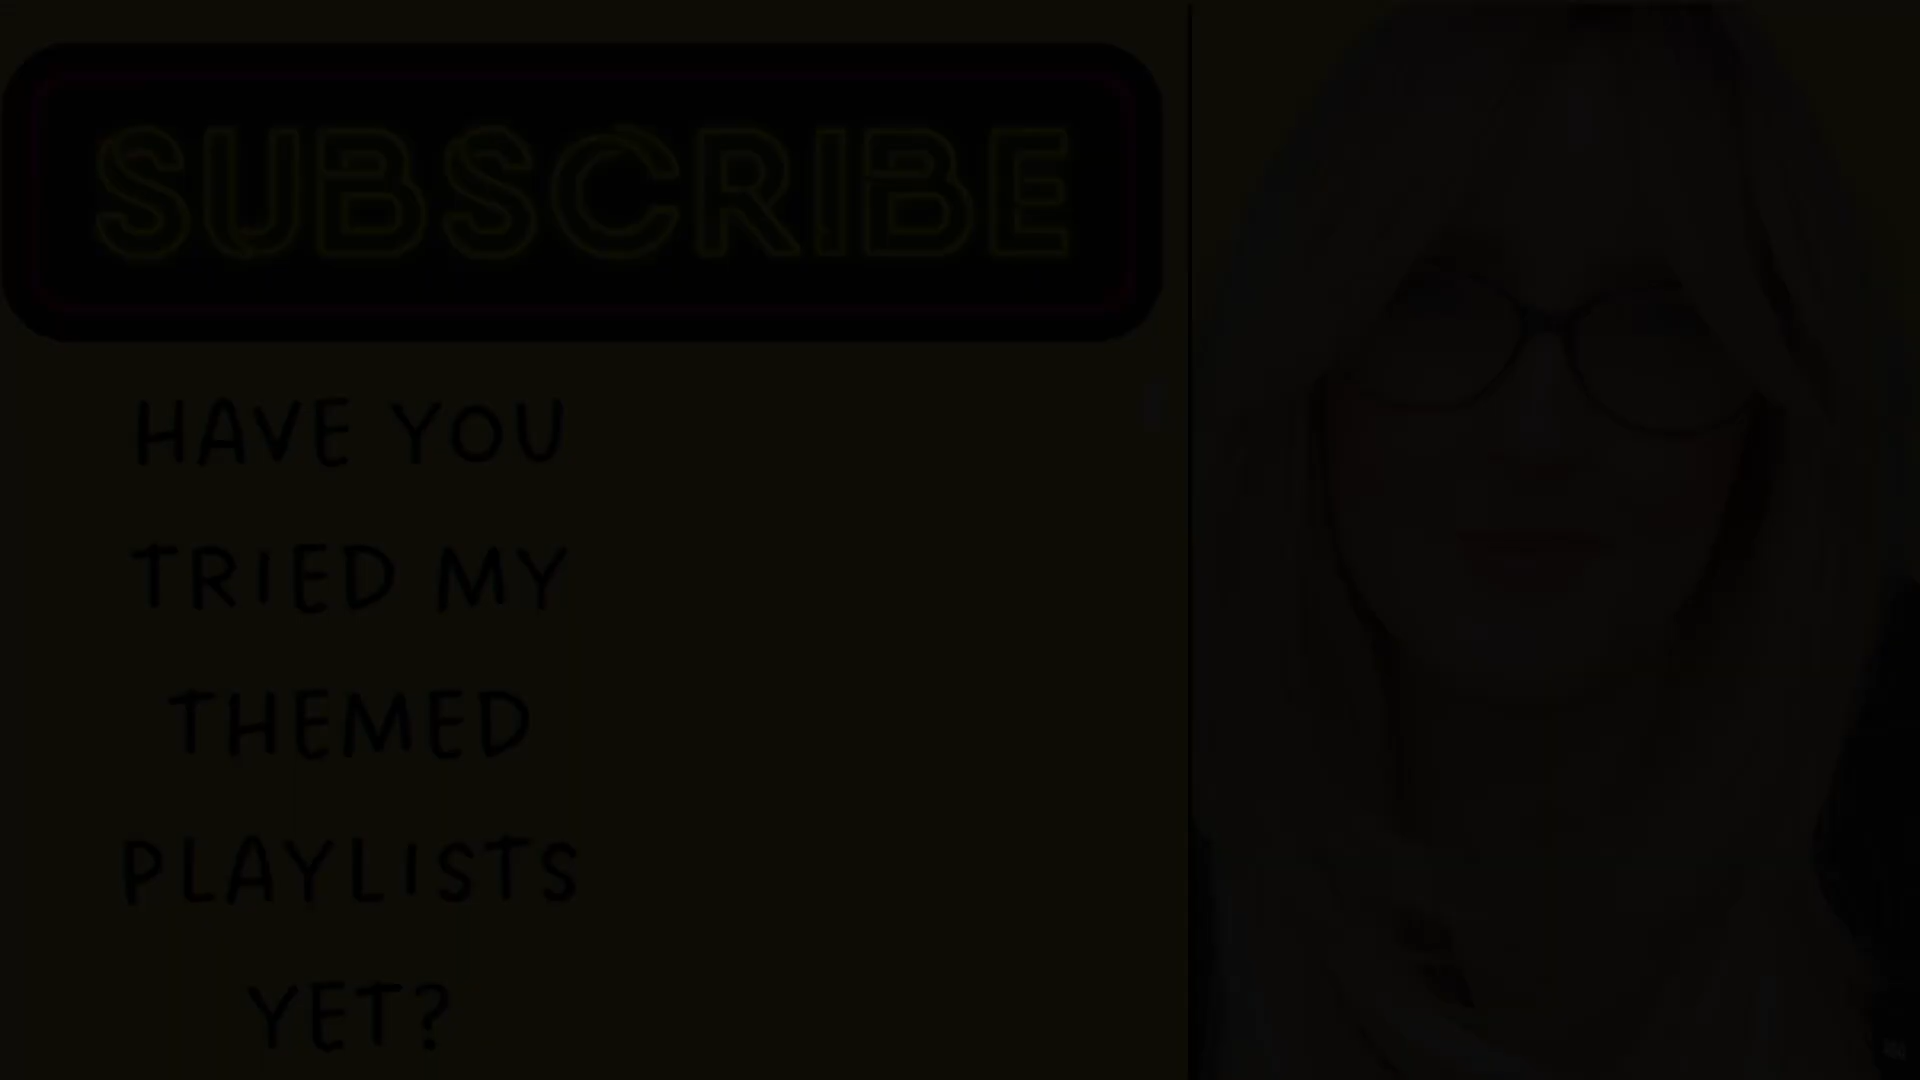 SUBSCRIBE
HAVE YOU
TRIED MY
THEMED
PLAYLISTS
YET?